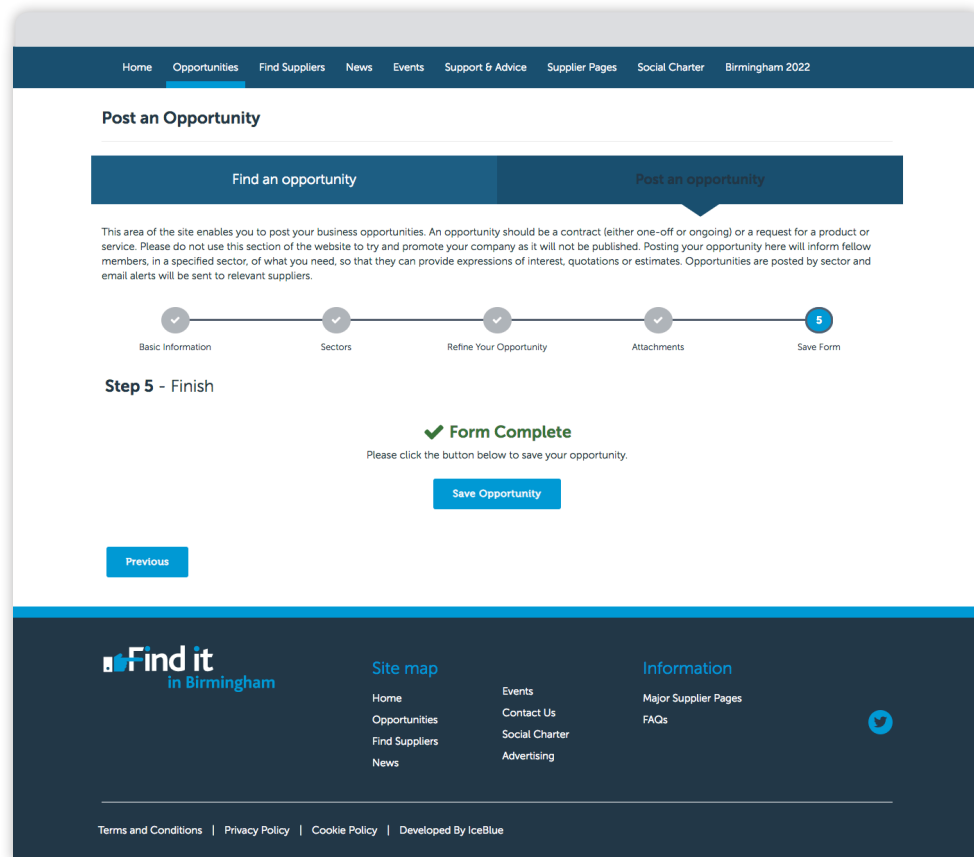 Home Opportunities Find Suppliers News Events Support & Advice Supplier Pages Social Charter Birmingham 2022
Post an Opportunity
Find an opportunity Post an opportunity
This area of the site enables you to post your business opportunities. An opportunity should be a contract (either one-off or ongoing) or a request for a product or
service. Please do not use this section of the website to try and promote your company as it will not be published. Posting your opportunity here will inform fellow
members, in a specified sector, of what you need, so that they can provide expressions of interest, quotations or estimates. Opportunities are posted by sector and
email alerts will be sent to relevant suppliers.
5
Basic Information Sectors Refine Your Opportunity Attachments Save Form
Step 5 - Finish
Form Complete
Please click the button below to save your opportunity.
Save Opportunity
Previous
Find it
in Birmingham
Site map
Home
Opportunities
Find Suppliers
News
Events
Contact Us
Social Charter
Advertising
Information
Major Supplier Pages
FAQs
Terms and Conditions | Privacy Policy | Cookie Policy | Developed By IceBlue